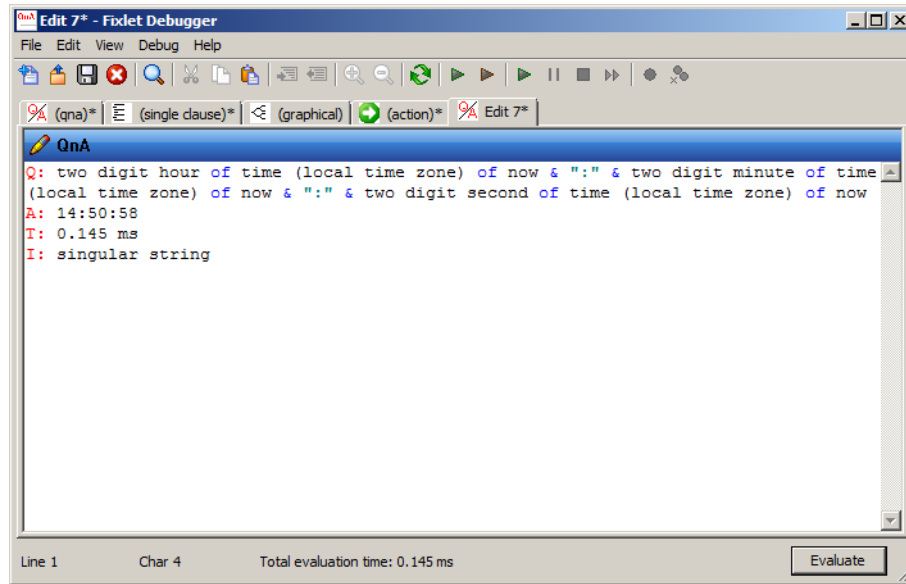 QnA Edit 7* - Fixlet Debugger
File Edit View Debug Help
(qna)* (single clause)* (graphical) (action)* Edit 7*
QnA
Q: two digit hour of time (local time zone) of now & ":" & two digit minute of time
(local time zone) of now & ":" & two digit second of time (local time zone) of now
A: 14:50:58
T: 0.145 ms
I: singular string
Line 1 Char 4 Total evaluation time: 0.145 ms Evaluate